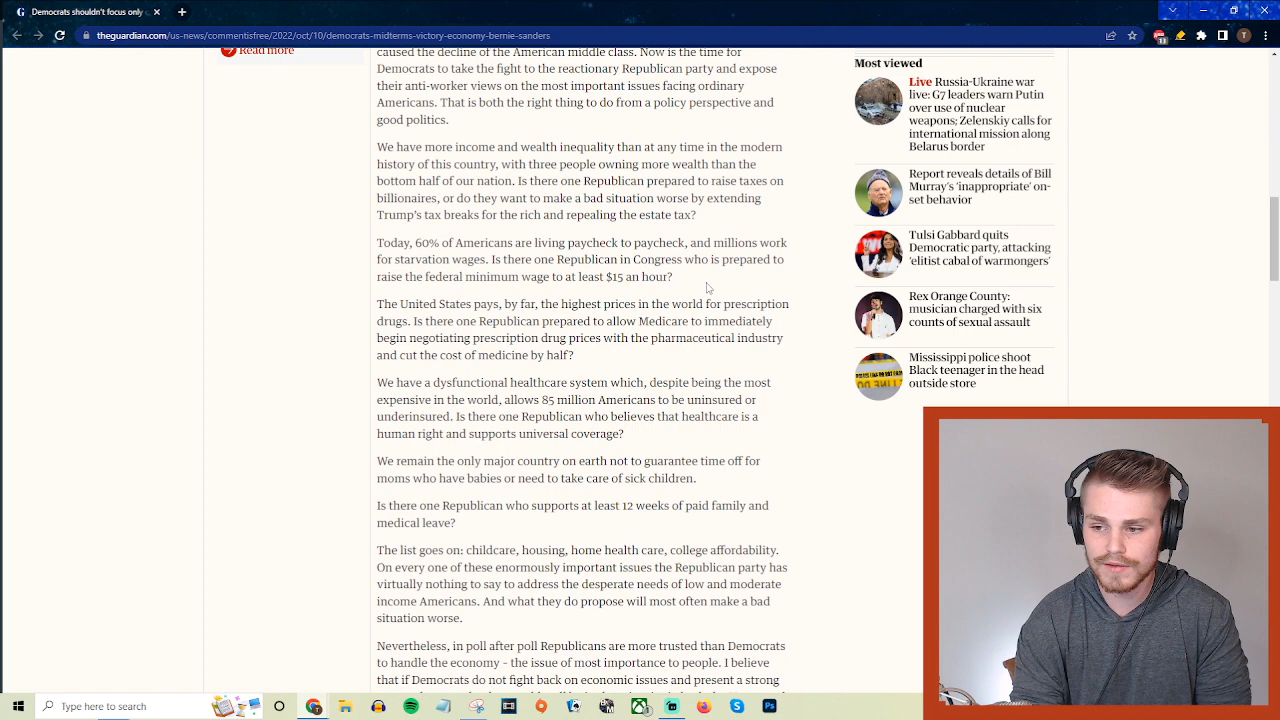 Democrats shouldn't focus only
theguardian.com/us-news/commentisfree/2022/oct/10/democrats-midterms-victory-economy-bernie-sanders
Read more
caused the decline of the American middle class. Now is the time for
Democrats to take the fight to the reactionary Republican party and expose
their anti-worker views on the most important issues facing ordinary
Americans. That is both the right thing to do from a policy perspective and
good politics.
We have more income and wealth inequality than at any time in the modern
history of this country, with three people owning more wealth than the
bottom half of our nation. Is there one Republican prepared to raise taxes on
billionaires, or do they want to make a bad situation worse by extending
Trump's tax breaks for the rich and repealing the estate tax?
Today, 60% of Americans are living paycheck to paycheck, and millions work
for starvation wages. Is there one Republican in Congress who is prepared to
raise the federal minimum wage to at least $15 an hour?
The United States pays, by far, the highest prices in the world for prescription
drugs. Is there one Republican prepared to allow Medicare to immediately
begin negotiating prescription drug prices with the pharmaceutical industry
and cut the cost of medicine by half?
We have a dysfunctional healthcare system which, despite being the most
expensive in the world, allows 85 million Americans to be uninsured or
underinsured. Is there one Republican who believes that healthcare is a
human right and supports universal coverage?
We remain the only major country on earth not to guarantee time off for
moms who have babies or need to take care of sick children.
Is there one Republican who supports at least 12 weeks of paid family and
medical leave?
The list goes on: childcare, housing, home health care, college affordability.
On every one of these enormously important issues the Republican party has
virtually nothing to say to address the desperate needs of low and moderate
income Americans. And what they do propose will most often make a bad
situation worse.
Nevertheless, in poll after poll Republicans are more trusted than Democrats
to handle the economy – the issue of most importance to people. I believe
that if Democrats do not fight back on economic issues and present a strong
Most viewed
Live Russia-Ukraine war
live: G7 leaders warn Putin
over use of nuclear
weapons; Zelenskiy calls for
international mission along
Belarus border
Report reveals details of Bill
Murray's 'inappropriate' on-
set behavior
Tulsi Gabbard quits
Democratic party, attacking
'elitist cabal of warmongers'
Rex Orange County:
musician charged with six
counts of sexual assault
Mississippi police shoot
Black teenager in the head
outside store
Type here to search